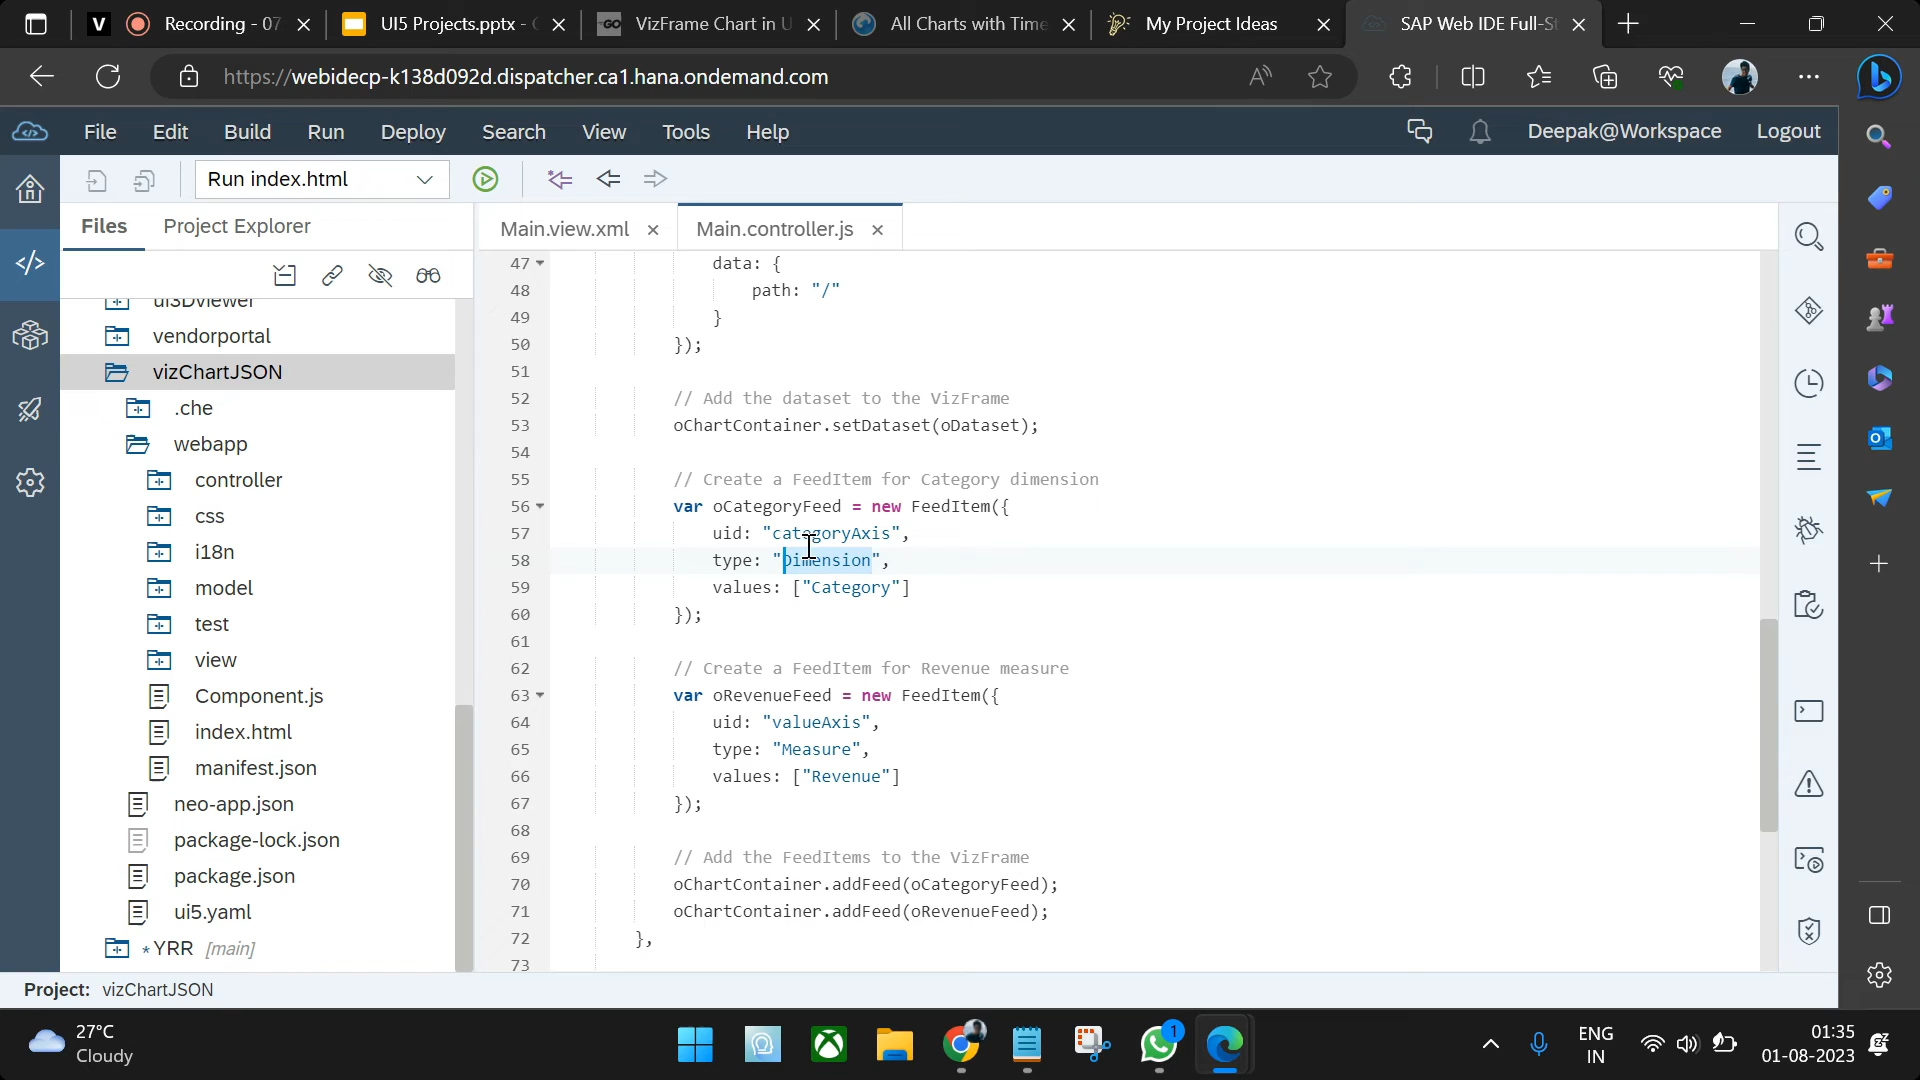 V Recording - 07
UI5 Projects.pptx -
GO VizFrame Chart in U
All Charts with Time
My Project Ideas
SAP Web IDE Full-St
https://webidecp-k138d092d.dispatcher.ca1.hana.ondemand.com
File Edit Build Run Deploy Search View Tools Help
Deepak@Workspace Logout
Run index.html
Files Project Explorer
Main.view.xml
Main.controller.js
ui3Dviewer
vendorportal
vizChartJSON
.che
webapp
controller
css
i18n
model
test
view
Component.js
index.html
manifest.json
neo-app.json
package-lock.json
package.json
ui5.yaml
* YRR [main]
47 data: {
48 path: "/"
49 }
50 });
51
52 // Add the dataset to the VizFrame
53 oChartContainer.setDataset(oDataset);
54
55 // Create a FeedItem for Category dimension
56 var oCategoryFeed = new FeedItem({
57 uid: "categoryAxis",
58 type: "Dimension",
59 values: ["Category"]
60 });
61
62 // Create a FeedItem for Revenue measure
63 var oRevenueFeed = new FeedItem({
64 uid: "valueAxis",
65 type: "Measure",
66 values: ["Revenue"]
67 });
68
69 // Add the FeedItems to the VizFrame
70 oChartContainer.addFeed(oCategoryFeed);
71 oChartContainer.addFeed(oRevenueFeed);
72 },
73
Project: vizChartJSON
27°C
Cloudy
1
ENG
IN
01:35
01-08-2023